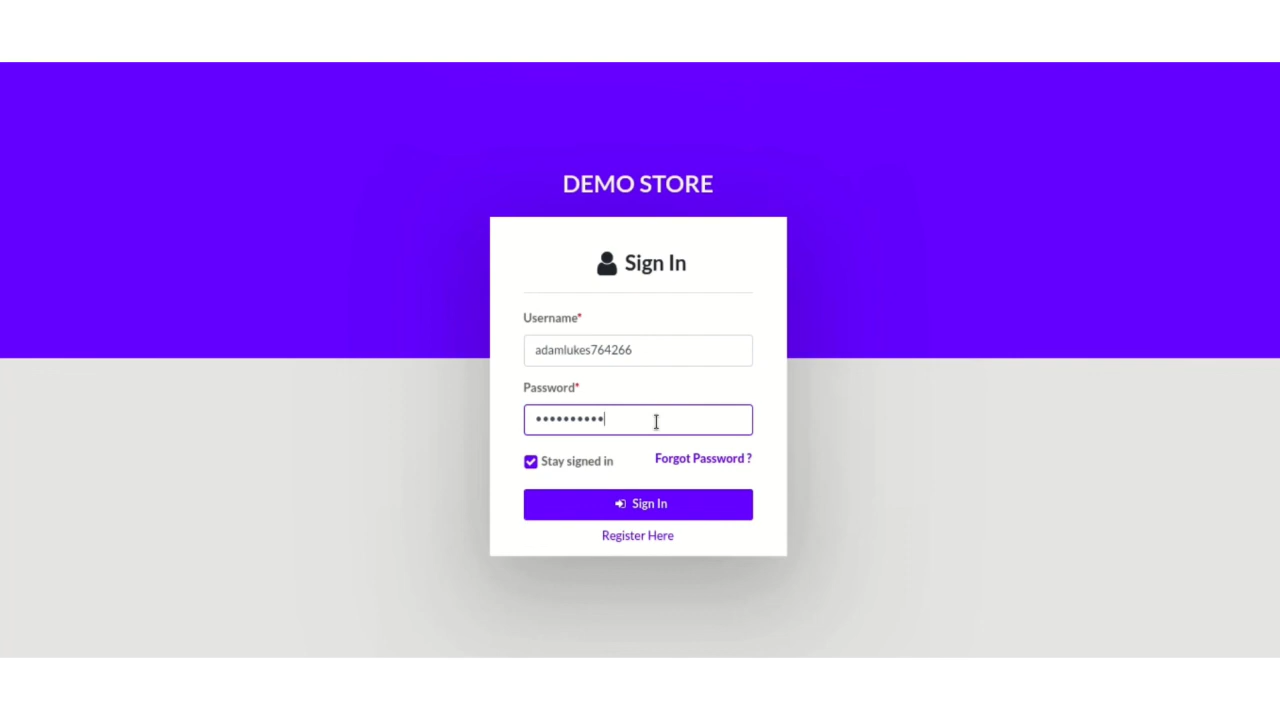 DEMO STORE
Sign In
Username*
adamlukes764266
Password*
••••••••••
Stay signed in
Forgot Password ?
Sign In
Register Here